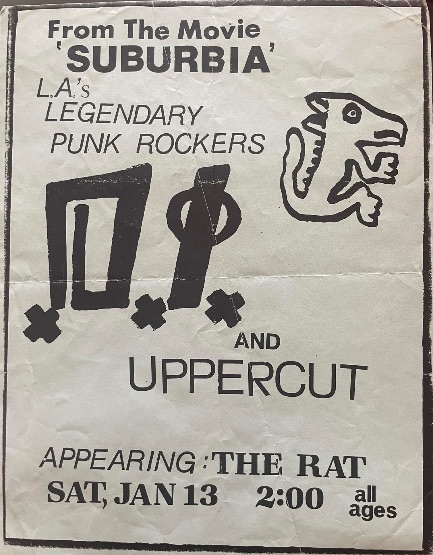 From The Movie
'SUBURBIA'
L.A.'s
LEGENDARY
PUNK ROCKERS
D.I.
AND
UPPERCUT
APPEARING: THE RAT
SAT, JAN 13 2:00 all ages